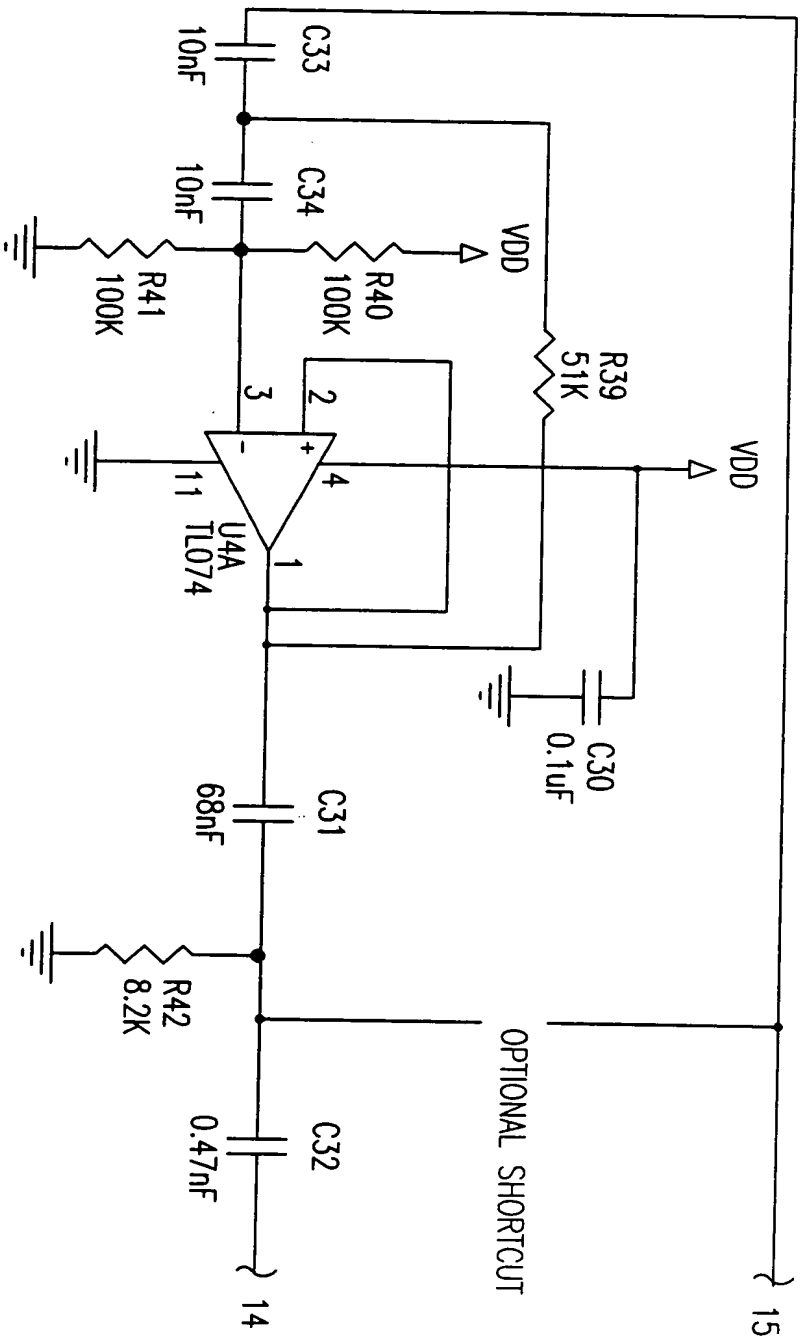 15
OPTIONAL SHORTCUT
VDD
C30
0.1uF
R39
51K
VDD
R40
100K
C33
10nF
C34
10nF
R41
100K
2
3
+
-
4
11
1
U4A
TL074
C31
68nF
R42
8.2K
C32
0.47nF
14